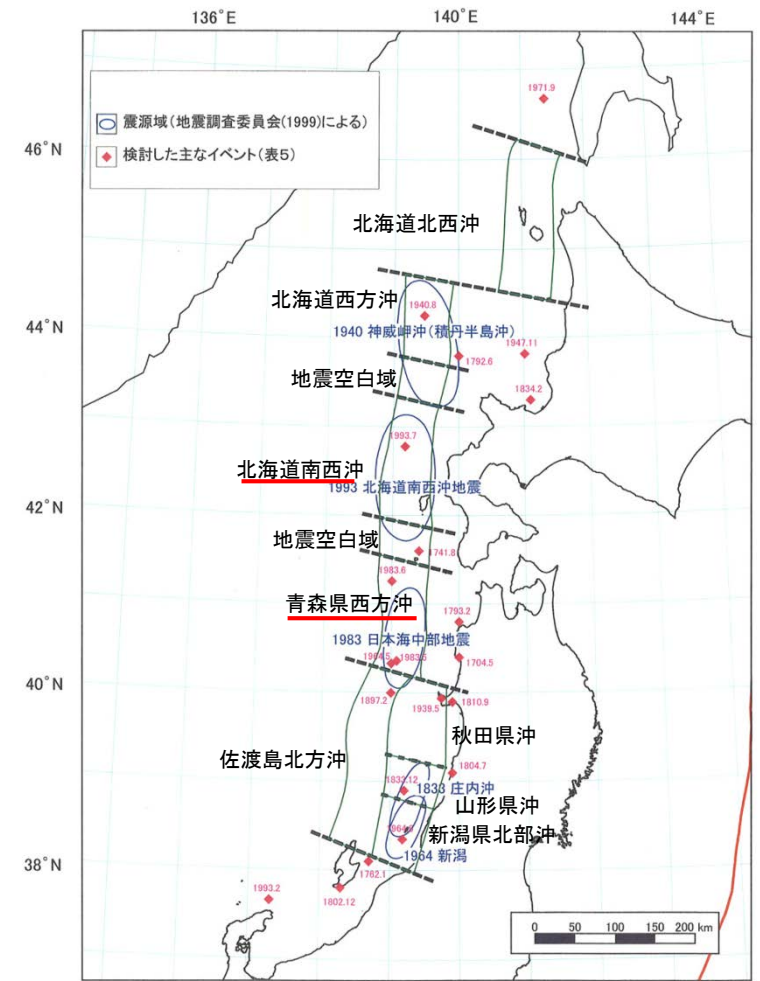 136°E
140°E
144°E
1971.9
震源域(地震調査委員会(1999)による)
検討した主なイベント(表5)
46°N
北海道北西沖
北海道西方沖
1940.8
44°N
1940 神威岬沖(積丹半島沖)
1947.11
1792.6
地震空白域
1834.2
1993.7
北海道南西沖
1993 北海道南西沖地震
42°N
地震空白域
1741.8
1983.6
青森県西方沖
1793.2
1983 日本海中部地震
1964.5
1983.5
1704.5
40°N
1897.2
1939.5
1810.9
秋田県沖
佐渡島北方沖
1804.7
1833.12
1833 庄内沖
山形県沖
新潟県北部沖
1964 新潟
38°N
1762.1
1993.2
1802.12
0 50 100 150 200 km